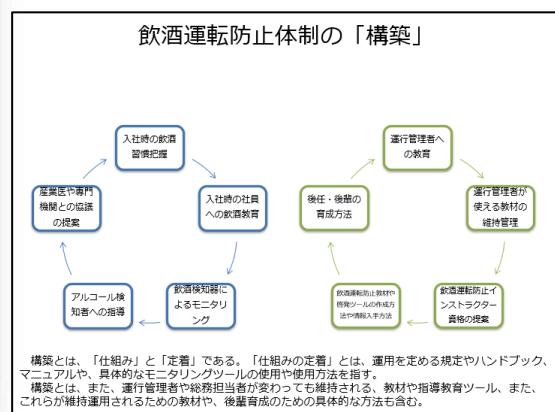 飲酒運転防止体制の「構築」
入社時の飲酒
習慣把握
入社時の社員
への飲酒教育
飲酒検知器に
よるモニタリ
ング
アルコール検
知者への指導
産業医や専門
機関との協議
の提案
運行管理者へ
の教育
運行管理者が
使える教材の
維持管理
飲酒運転防止イ
ンストラクター
資格の提案
飲酒運転防止教材や
啓発ツールの作成方
法や情報入手方法
後任・後輩の
育成方法
構築とは、「仕組み」と「定着」である。「仕組みの定着」とは、運用を定める規定やハンドブック、
マニュアルや、具体的なモニタリングツールの使用や使用方法を指す。
構築とは、また、運行管理者や総務担当者が変わっても維持される、教材や指導教育ツール、また、
これらが維持運用されるための教材や、後輩育成のための具体的な方法も含む。